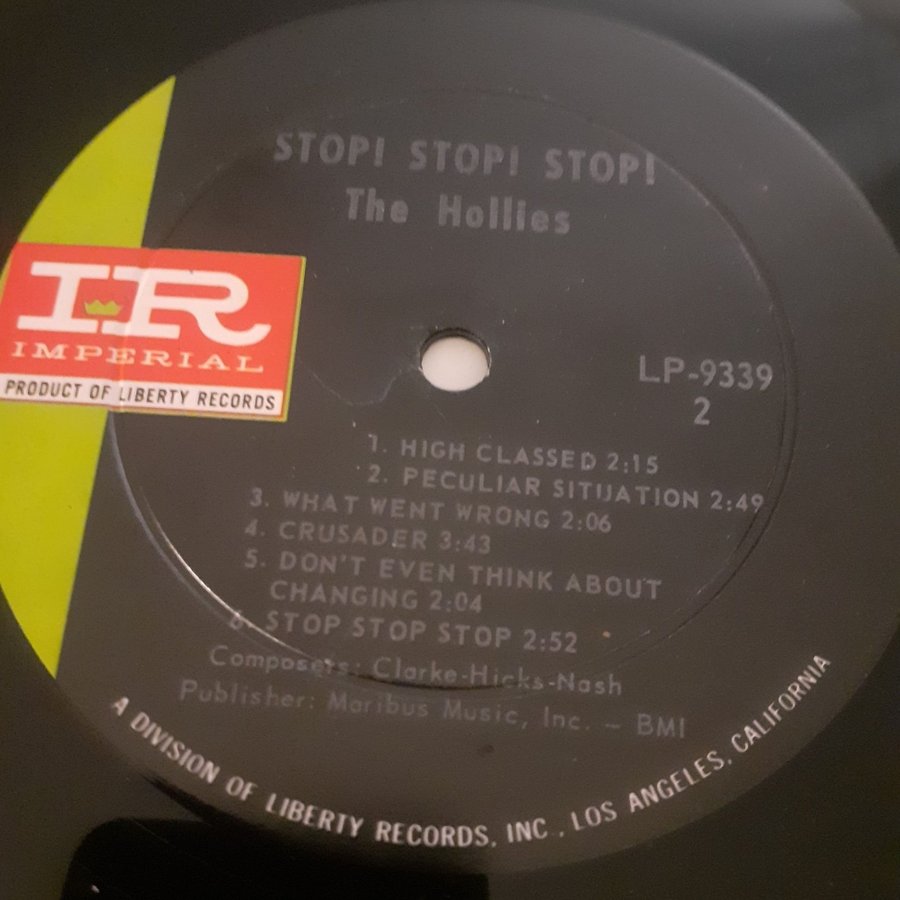 STOP! STOP! STOP!
The Hollies
IR
IMPERIAL
PRODUCT OF LIBERTY RECORDS
LP-9339
2
1. HIGH CLASSED 2:15
2. PECULIAR SITUATION 2:49
3. WHAT WENT WRONG 2:06
4. CRUSADER 3:43
5. DON'T EVEN THINK ABOUT
CHANGING 2:04
6. STOP STOP STOP 2:52
Composers: Clarke-Hicks-Nash
Publisher: Maribus Music, Inc. - BMI
A DIVISION OF LIBERTY RECORDS, INC., LOS ANGELES, CALIFORNIA